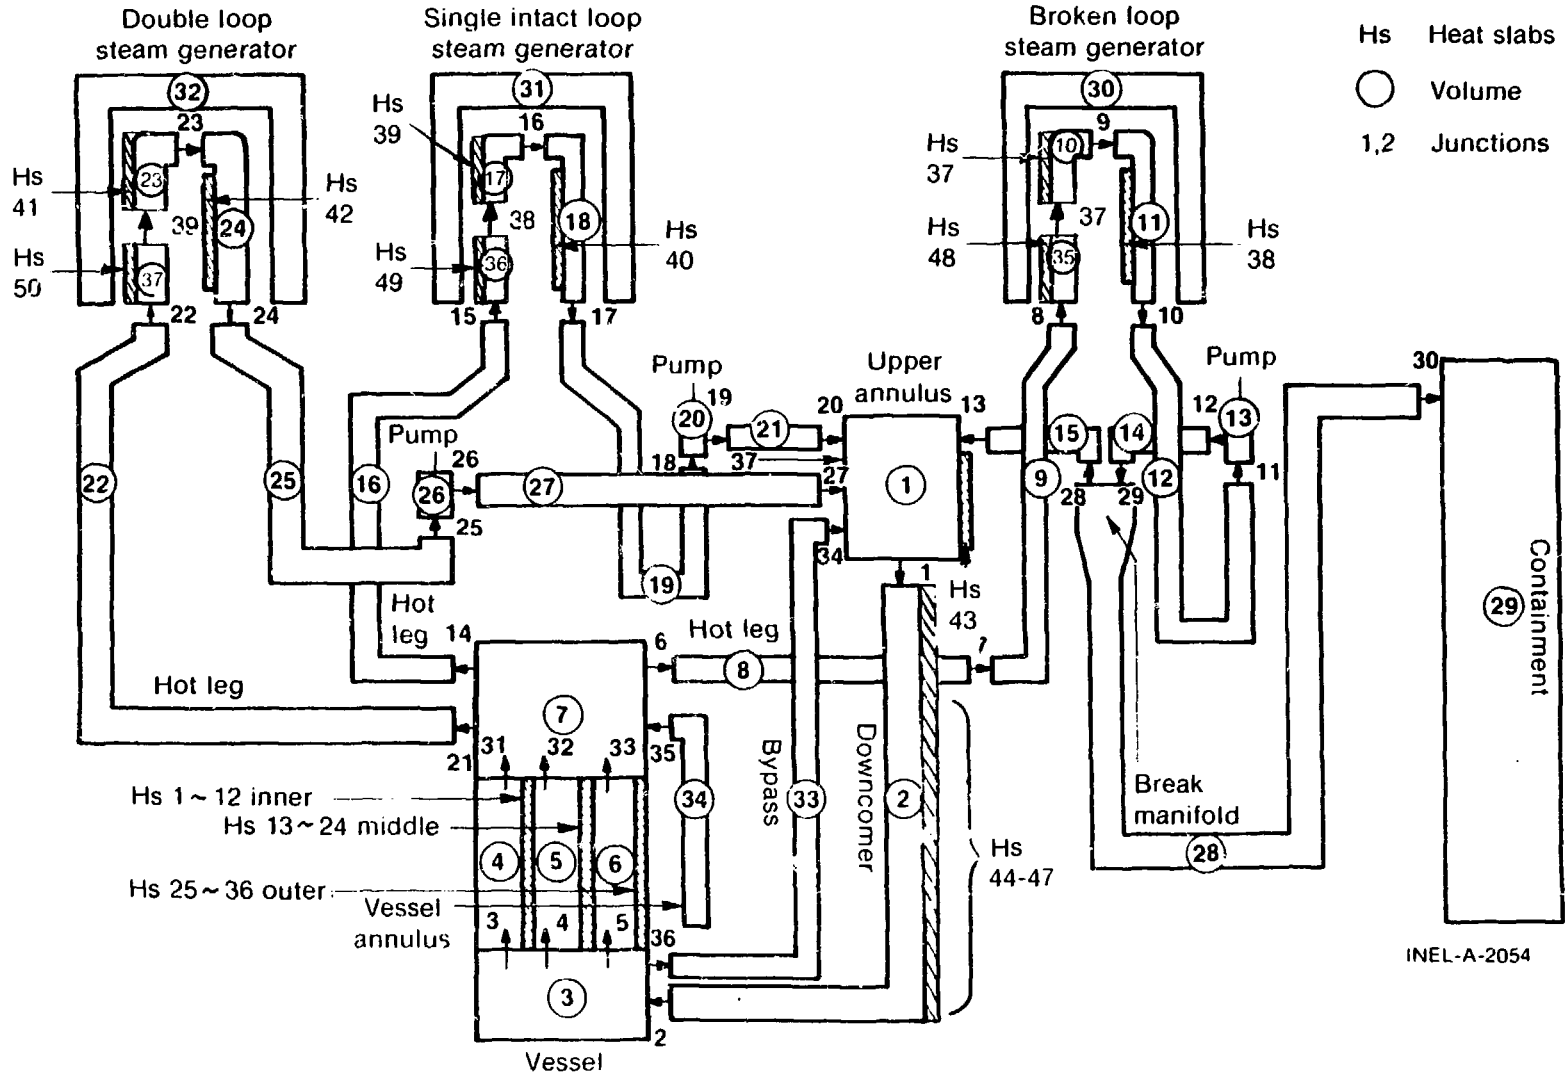 Double loop
steam generator
Single intact loop
steam generator
Broken loop
steam generator
Hs Heat slabs
Volume
1,2 Junctions
32
31
30
23
16
9
Hs
39
Hs
37
10
Hs
41
23
Hs
42
17
39
24
38
18
37
11
Hs
50
37
Hs
49
36
Hs
40
Hs
48
35
Hs
38
22
24
15
17
8
10
Pump
19
Upper
annulus
Pump
30
20
21
20
13
15
14
12
13
Pump
26
18
37
27
22
25
16
26
27
1
9
28
29
12
11
25
34
19
1
Hs
43
Containment
29
Hot
leg
14
6
Hot leg
8
7
Hot leg
7
21
31
32
33
35
Bypass
Downcomer
Break
manifold
Hs 1~12 inner
34
33
2
Hs 13~24 middle
4
5
6
28
Hs
44-47
Hs 25~36 outer
Vessel
annulus
3
4
5
36
INEL-A-2054
3
2
Vessel